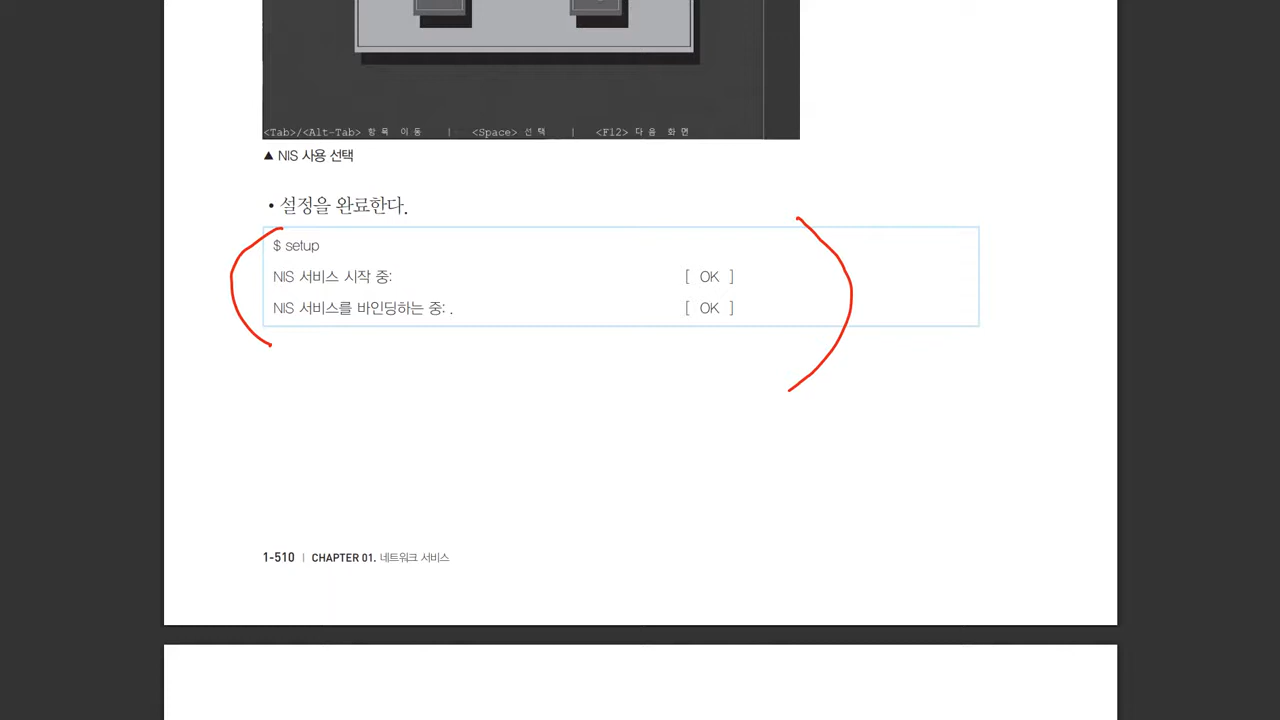 <Tab>/<Alt-Tab> 항목 이동 | <Space> 선택 | <F12> 다음 화면
▲ NIS 사용 선택
• 설정을 완료한다.
$ setup
NIS 서비스 시작 중: [ OK ]
NIS 서비스를 바인딩하는 중: . [ OK ]
1-510 | CHAPTER 01. 네트워크 서비스